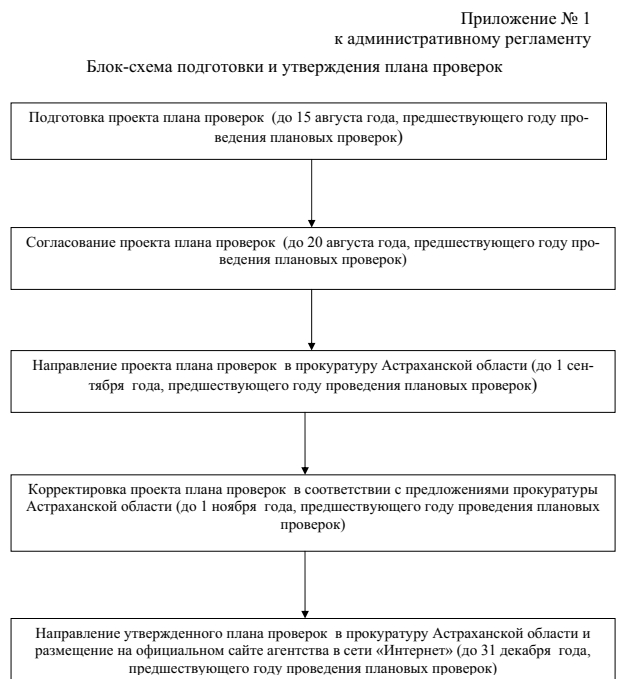 Приложение № 1
к административному регламенту
Блок-схема подготовки и утверждения плана проверок
Подготовка проекта плана проверок (до 15 августа года, предшествующего году про-
ведения плановых проверок)
Согласование проекта плана проверок (до 20 августа года, предшествующего году про-
ведения плановых проверок)
Направление проекта плана проверок в прокуратуру Астраханской области (до 1 сен-
тября года, предшествующего году проведения плановых проверок)
Корректировка проекта плана проверок в соответствии с предложениями прокуратуры
Астраханской области (до 1 ноября года, предшествующего году проведения плановых
проверок)
Направление утвержденного плана проверок в прокуратуру Астраханской области и
размещение на официальном сайте агентства в сети «Интернет» (до 31 декабря года,
предшествующего году проведения плановых проверок)